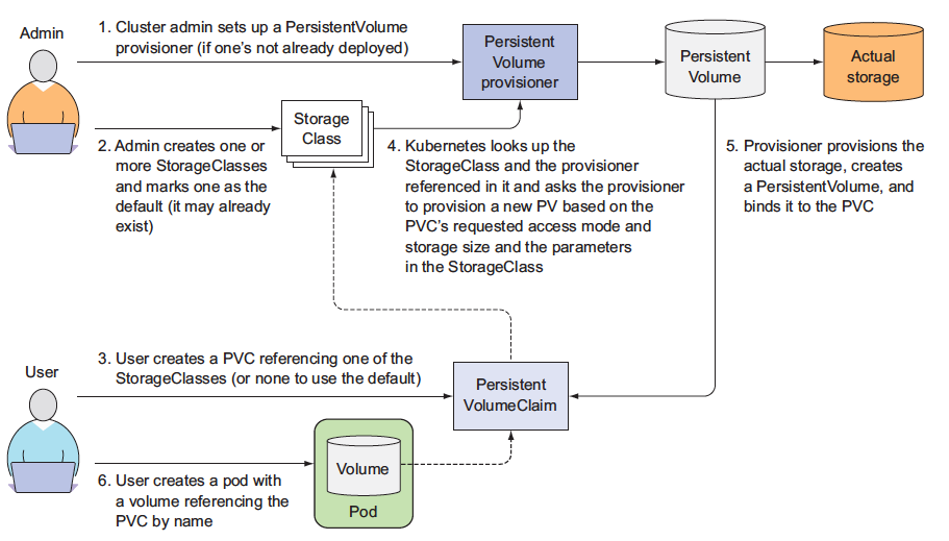 Admin
1. Cluster admin sets up a PersistentVolume
provisioner (if one's not already deployed)
Persistent
Volume
provisioner
Persistent
Volume
Actual
storage
Storage
Class
2. Admin creates one or
more StorageClasses
and marks one as the
default (it may already
exist)
4. Kubernetes looks up the
StorageClass and the provisioner
referenced in it and asks the provisioner
to provision a new PV based on the
PVC's requested access mode and
storage size and the parameters
in the StorageClass
5. Provisioner provisions the
actual storage, creates
a PersistentVolume, and
binds it to the PVC
User
3. User creates a PVC referencing one of the
StorageClasses (or none to use the default)
Persistent
VolumeClaim
Volume
Pod
6. User creates a pod with
a volume referencing the
PVC by name